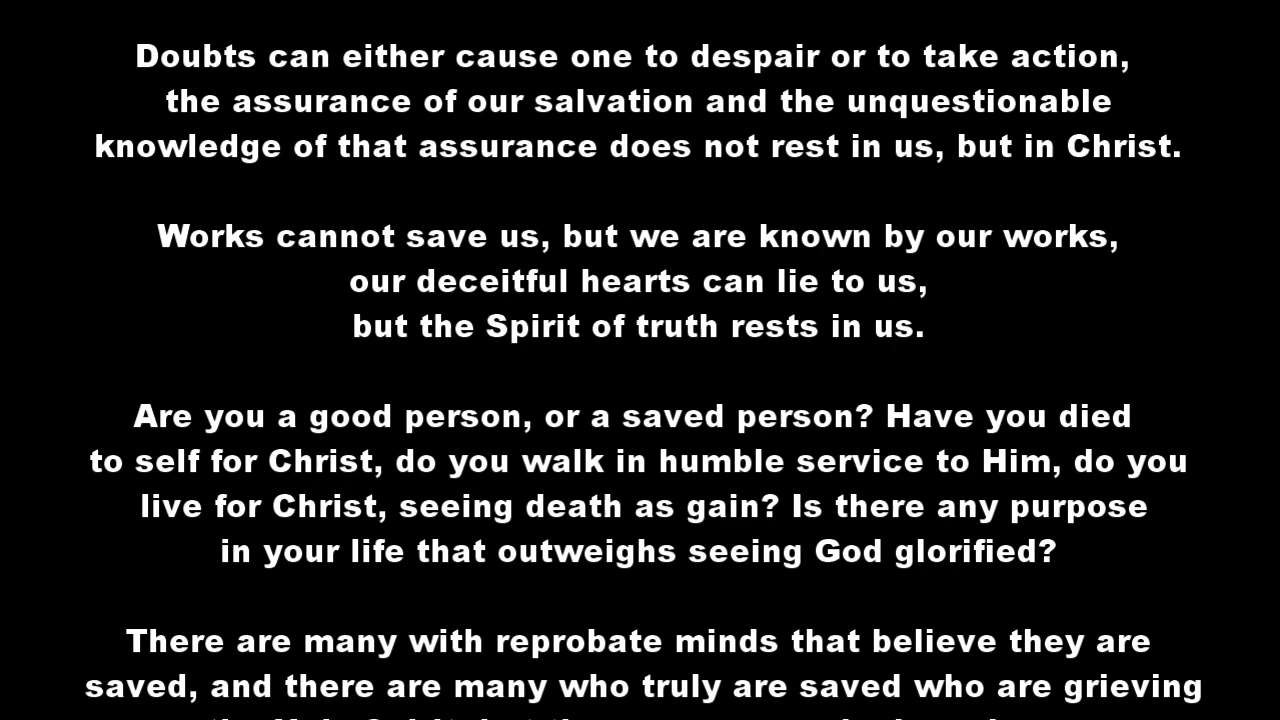 Doubts can either cause one to despair or to take action,
the assurance of our salvation and the unquestionable
knowledge of that assurance does not rest in us, but in Christ.
Works cannot save us, but we are known by our works,
our deceitful hearts can lie to us,
but the Spirit of truth rests in us.
Are you a good person, or a saved person? Have you died
to self for Christ, do you walk in humble service to Him, do you
live for Christ, seeing death as gain? Is there any purpose
in your life that outweighs seeing God glorified?
There are many with reprobate minds that believe they are
saved, and there are many who truly are saved who are grieving